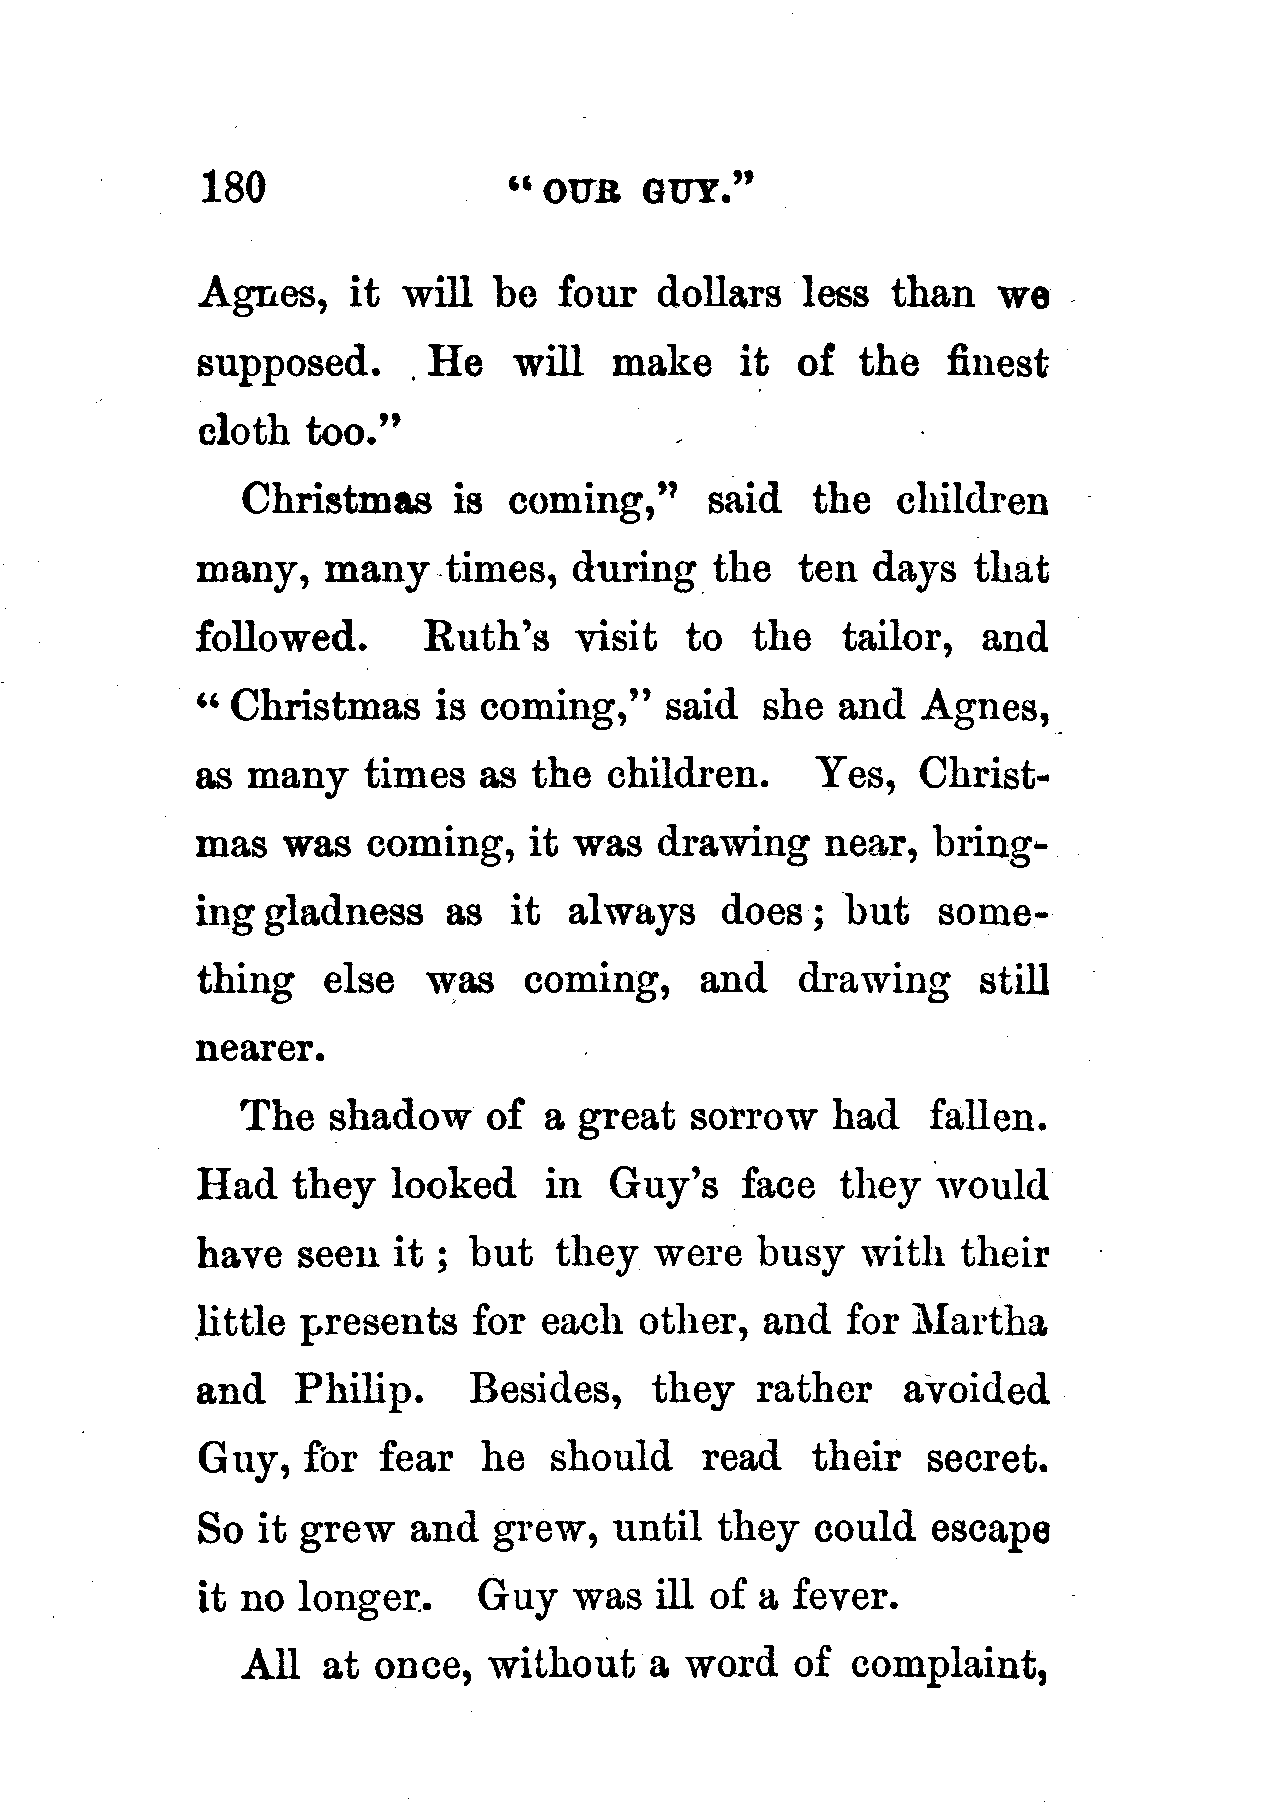 180 “ OUR GUY.”
Agnes, it will be four dollars less than we
supposed. He will make it of the finest
cloth too.”
Christmas is coming,” said the children
many, many times, during the ten days that
followed. Ruth’s visit to the tailor, and
“ Christmas is coming,” said she and Agnes,
as many times as the children. Yes, Christ-
mas was coming, it was drawing near, bring-
ing gladness as it always does ; but some-
thing else was coming, and drawing still
nearer.
The shadow of a great sorrow had fallen.
Had they looked in Guy’s face they would
have seen it ; but they were busy with their
little presents for each other, and for Martha
and Philip. Besides, they rather avoided
Guy, for fear he should read their secret.
So it grew and grew, until they could escape
it no longer. Guy was ill of a fever.
All at once, without a word of complaint,